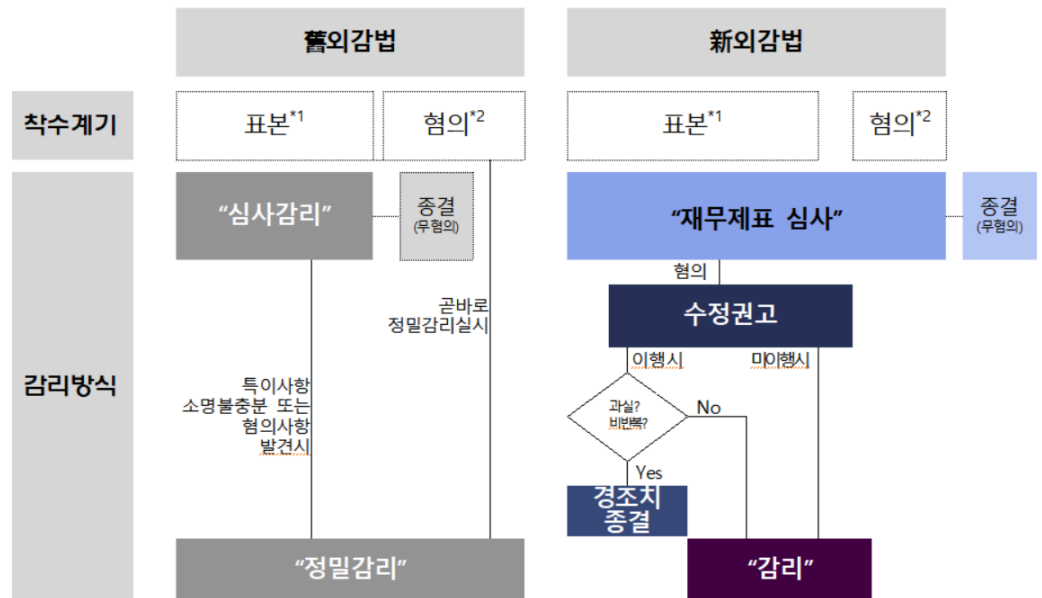 舊외감법
新외감법
착수계기
표본*1
혐의*2
표본*1
혐의*2
감리방식
“심사감리”
종결
(무혐의)
곧바로
정밀감리실시
특이사항
소명불충분 또는
혐의사항
발견시
“정밀감리”
“재무제표 심사”
종결
(무혐의)
혐의
수정권고
이행시
미이행시
과실?
비반복?
No
Yes
경조치
종결
“감리”